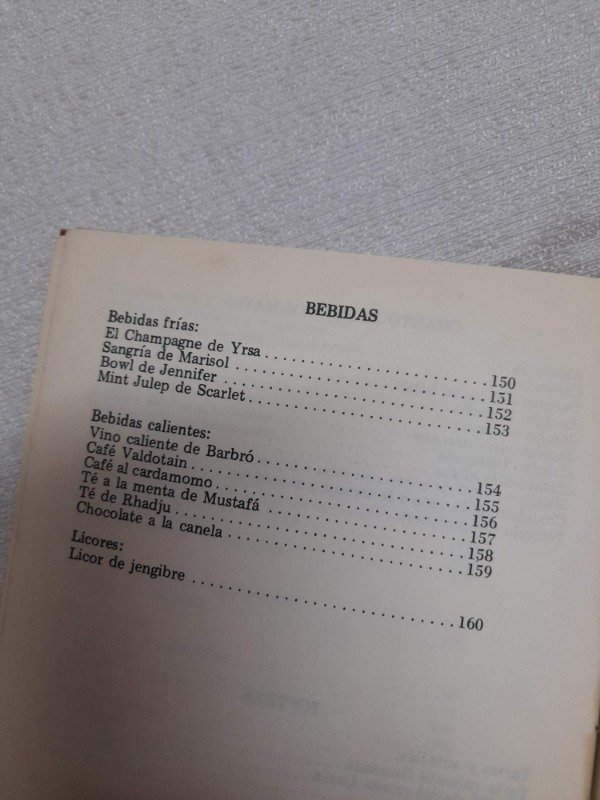 BEBIDAS
Bebidas frías:
El Champagne de Yrsa . . . . . . . . . . . . . . . . . . . . . . . . 150
Sangría de Marisol . . . . . . . . . . . . . . . . . . . . . . . . . . 151
Bowl de Jennifer . . . . . . . . . . . . . . . . . . . . . . . . . . . . 152
Mint Julep de Scarlet . . . . . . . . . . . . . . . . . . . . . . . . 153
Bebidas calientes:
Vino caliente de Barbró . . . . . . . . . . . . . . . . . . . . . . 154
Café Valdotain . . . . . . . . . . . . . . . . . . . . . . . . . . . . . 155
Café al cardamomo . . . . . . . . . . . . . . . . . . . . . . . . . 156
Té a la menta de Mustafá . . . . . . . . . . . . . . . . . . . . 157
Té de Rhadju . . . . . . . . . . . . . . . . . . . . . . . . . . . . . . 158
Chocolate a la canela . . . . . . . . . . . . . . . . . . . . . . . 159
Licores:
Licor de jengibre . . . . . . . . . . . . . . . . . . . . . . . . . . . 160